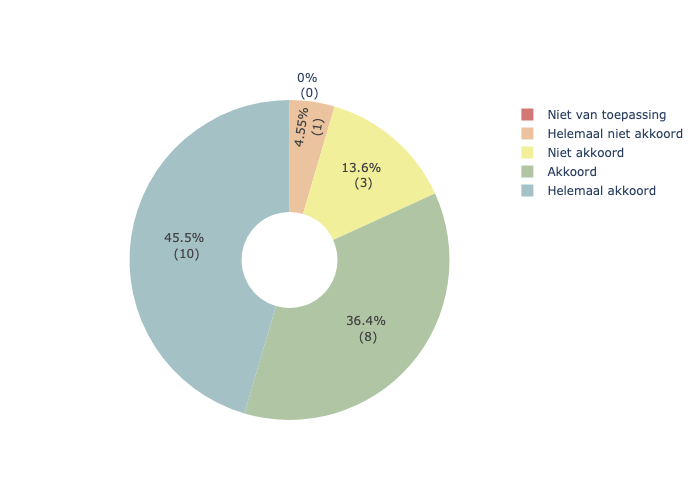 0%
(0)
4.55%
(1)
13.6%
(3)
45.5%
(10)
36.4%
(8)
Niet van toepassing
Helemaal niet akkoord
Niet akkoord
Akkoord
Helemaal akkoord